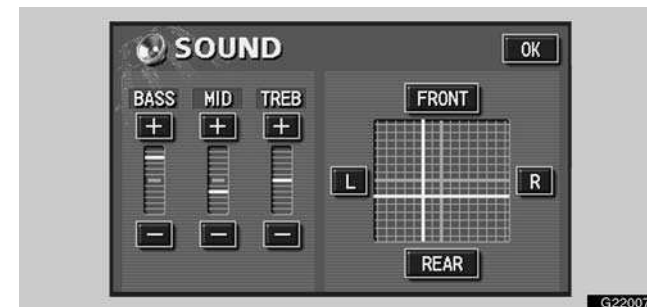 SOUND
OK
BASS MID TREB
+ + +
- - -
FRONT
L R
REAR
G22007